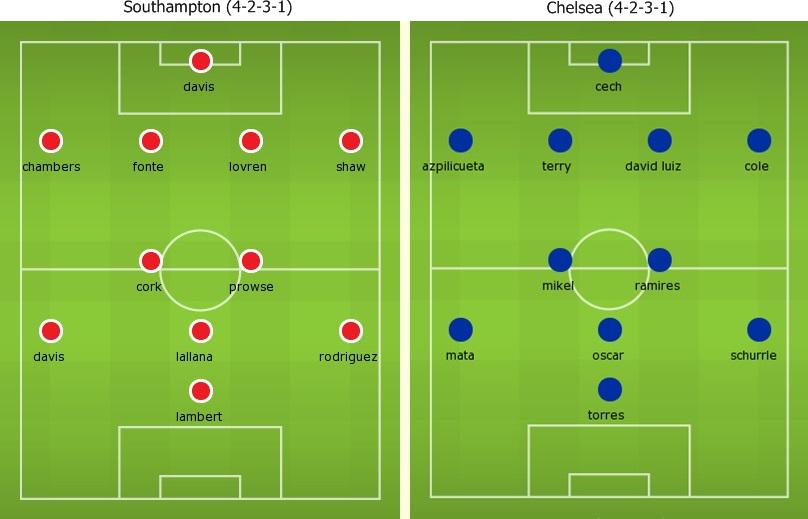 Southampton (4-2-3-1)
davis
chambers fonte lovren shaw
cork prowse
davis lallana rodriguez
lambert
Chelsea (4-2-3-1)
cech
azpilicueta terry david luiz cole
mikel ramires
mata oscar schurrle
torres